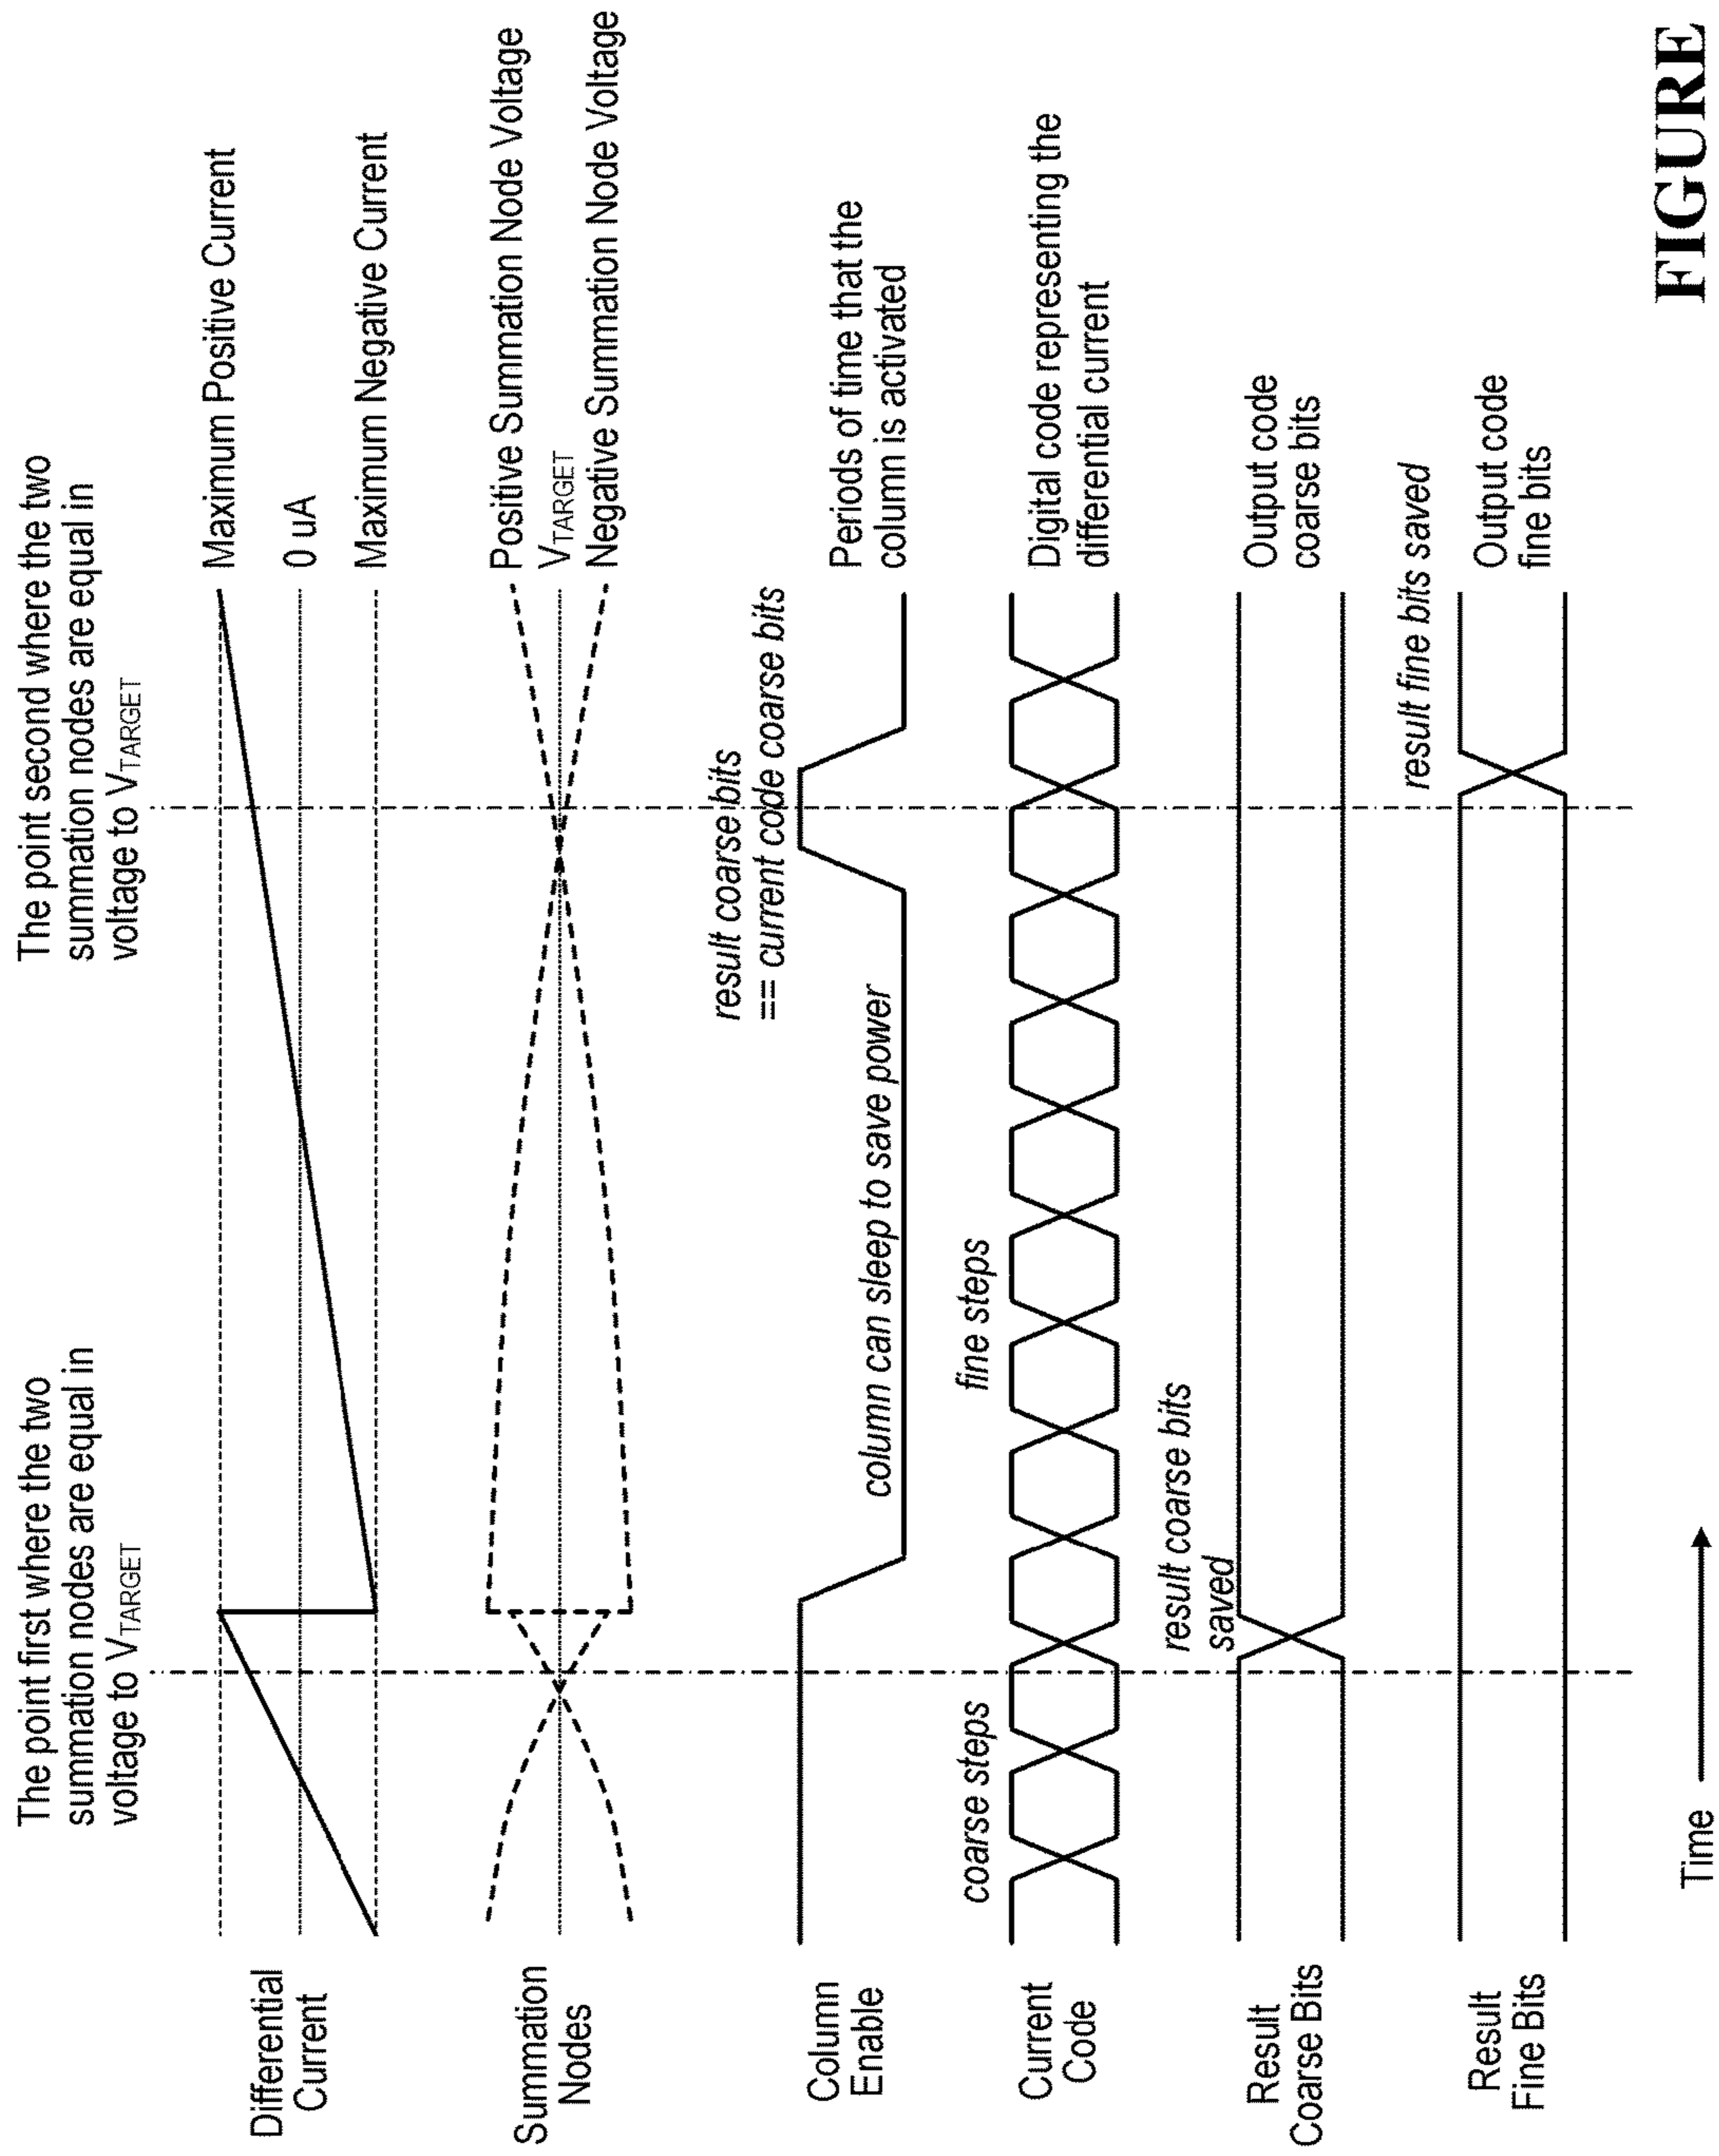 The point first where the two
summation nodes are equal in
voltage to VTARGET
The point second where the two
summation nodes are equal in
voltage to VTARGET
Differential
Current
Maximum Positive Current
0 uA
Maximum Negative Current
Summation
Nodes
Positive Summation Node Voltage
VTARGET
Negative Summation Node Voltage
Column
Enable
column can sleep to save power
result coarse bits
== current code coarse bits
Periods of time that the
column is activated
Current
Code
coarse steps
fine steps
Digital code representing the
differential current
Result
Coarse Bits
result coarse bits
saved
Output code
coarse bits
Result
Fine Bits
result fine bits saved
Output code
fine bits
Time
FIGURE